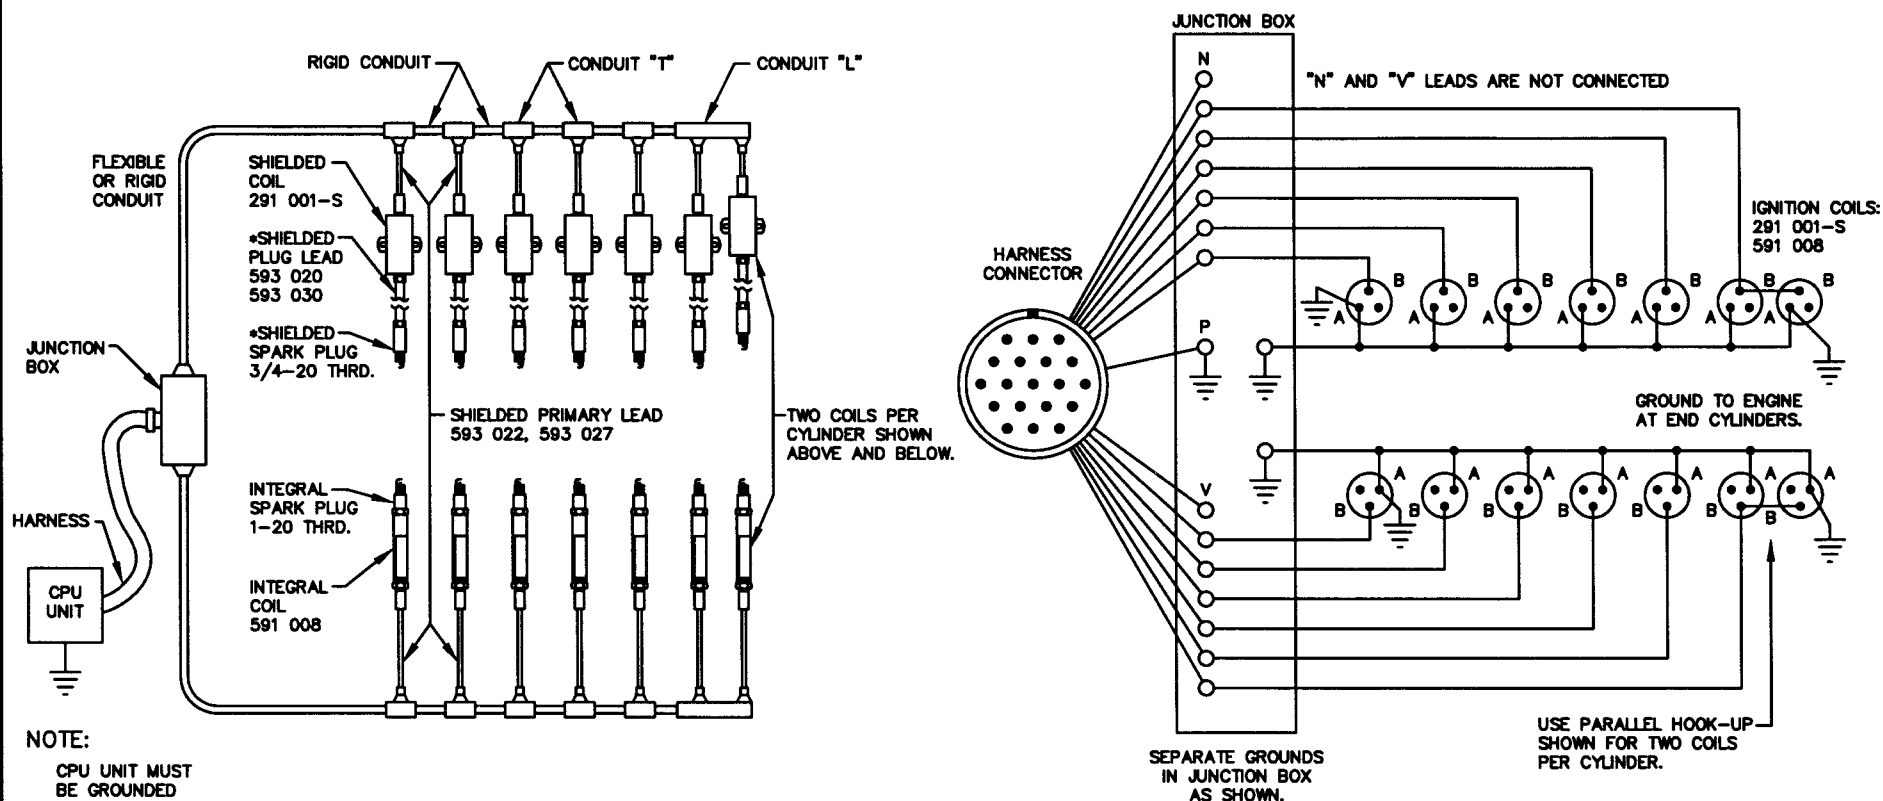 RIGID CONDUIT
CONDUIT "T"
CONDUIT "L"
FLEXIBLE
OR RIGID
CONDUIT
SHIELDED
COIL
291 001-S
*SHIELDED
PLUG LEAD
593 020
593 030
*SHIELDED
SPARK PLUG
3/4-20 THRD.
JUNCTION
BOX
SHIELDED PRIMARY LEAD
593 022, 593 027
TWO COILS PER
CYLINDER SHOWN
ABOVE AND BELOW.
INTEGRAL
SPARK PLUG
1-20 THRD.
HARNESS
INTEGRAL
COIL
591 008
CPU
UNIT
NOTE:
CPU UNIT MUST
BE GROUNDED
JUNCTION BOX
N
"N" AND "V" LEADS ARE NOT CONNECTED
IGNITION COILS:
291 001-S
591 008
HARNESS
CONNECTOR
B B B B B B B
A A A A A A A
P
GROUND TO ENGINE
AT END CYLINDERS.
A A A A A A A
V
B B B B B B B
USE PARALLEL HOOK-UP
SHOWN FOR TWO COILS
PER CYLINDER.
SEPARATE GROUNDS
IN JUNCTION BOX
AS SHOWN.